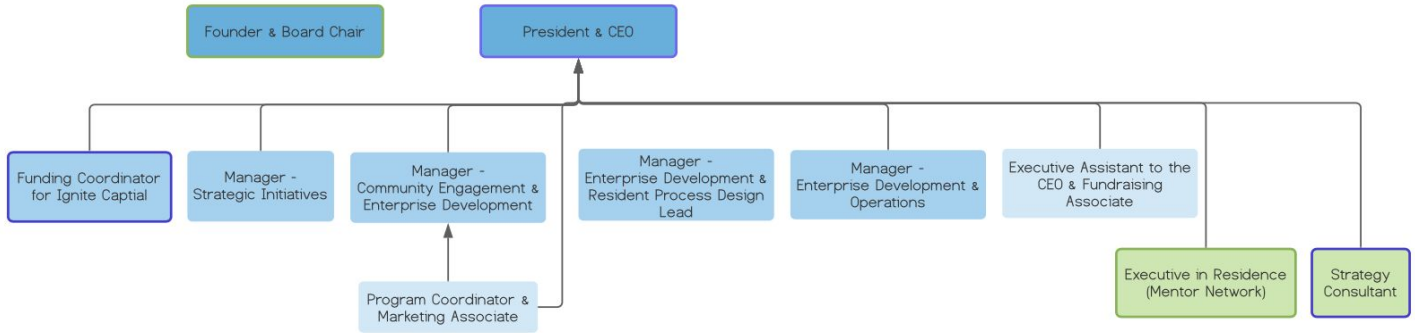 Founder & Board Chair
President & CEO
Funding Coordinator
for Ignite Captial
Manager -
Strategic Initiatives
Manager -
Community Engagement &
Enterprise Development
Manager -
Enterprise Development &
Resident Process Design
Lead
Manager -
Enterprise Development &
Operations
Executive Assistant to the
CEO & Fundraising
Associate
Program Coordinator &
Marketing Associate
Executive in Residence
(Mentor Network)
Strategy
Consultant